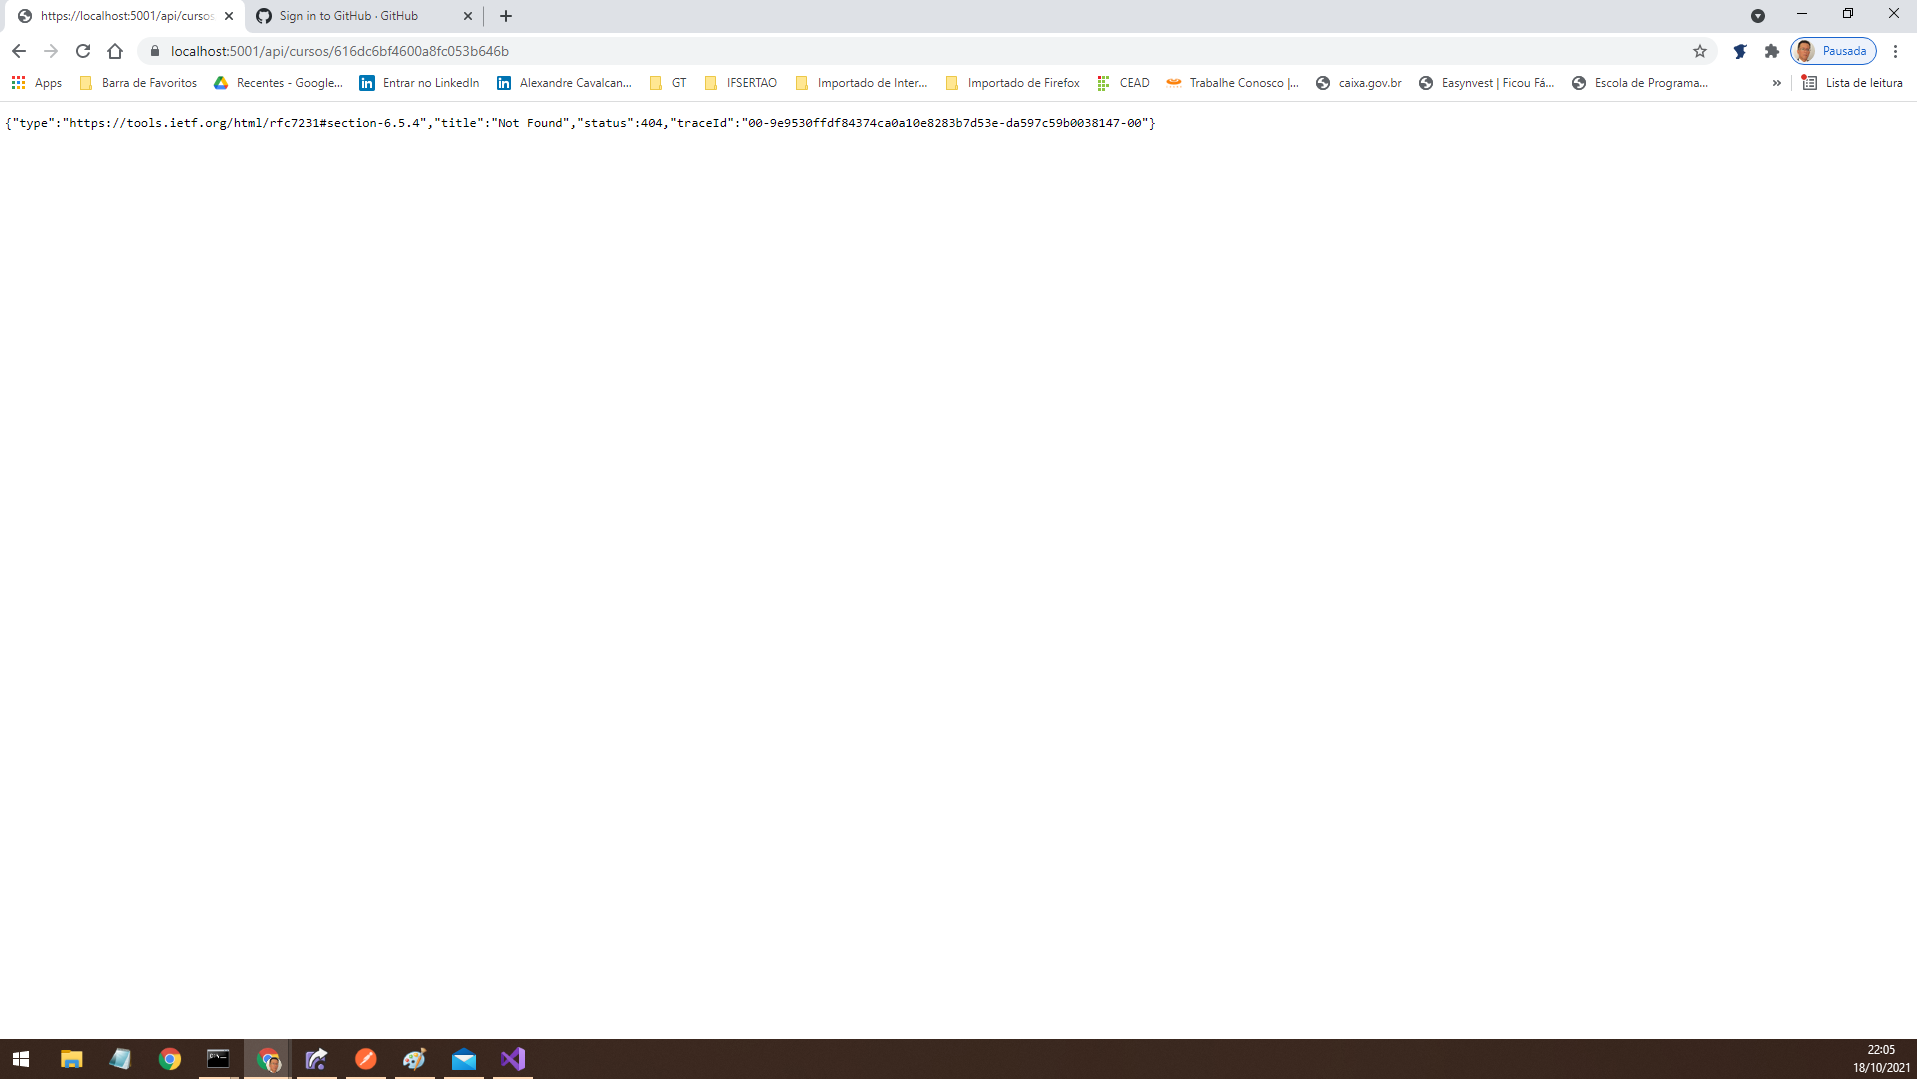 https://localhost:5001/api/cursos
Sign in to GitHub · GitHub
localhost:5001/api/cursos/616dc6bf4600a8fc053b646b
Pausada
Apps
Barra de Favoritos
Recentes - Google...
Entrar no LinkedIn
Alexandre Cavalcan...
GT
IFSERTAO
Importado de Inter...
Importado de Firefox
CEAD
Trabalhe Conosco |...
caixa.gov.br
Easynvest | Ficou Fá...
Escola de Programa...
»
Lista de leitura
{"type":"https://tools.ietf.org/html/rfc7231#section-6.5.4","title":"Not Found","status":404,"traceId":"00-9e9530ffdf84374ca0a10e8283b7d53e-da597c59b0038147-00"}
22:05
18/10/2021